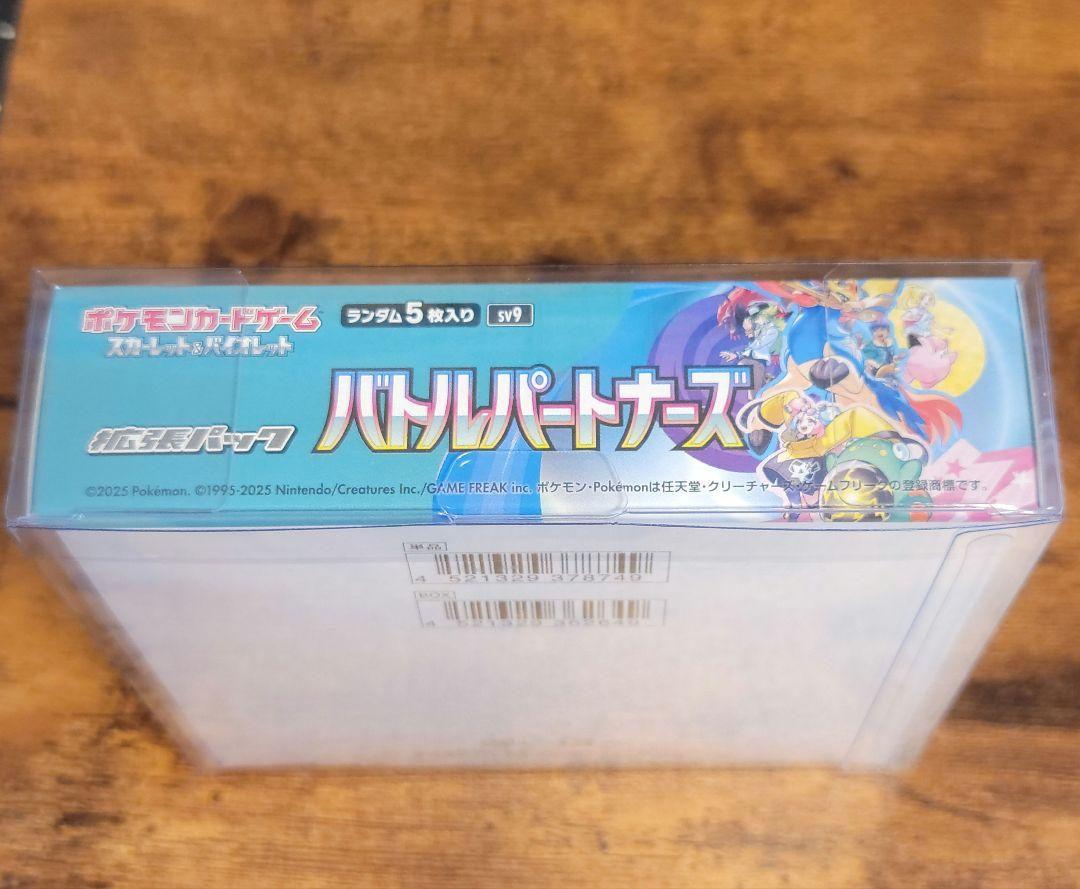 ポケモンカードゲーム
スカーレット&バイオレット
ランダム5枚入り sv9
拡張パック
バトルパートナーズ
©2025 Pokémon. ©1995-2025 Nintendo/Creatures Inc./GAME FREAK inc. ポケモン・Pokémonは任天堂・クリーチャーズ・ゲームフリークの登録商標です。
単品
4 521329 378749
BOX